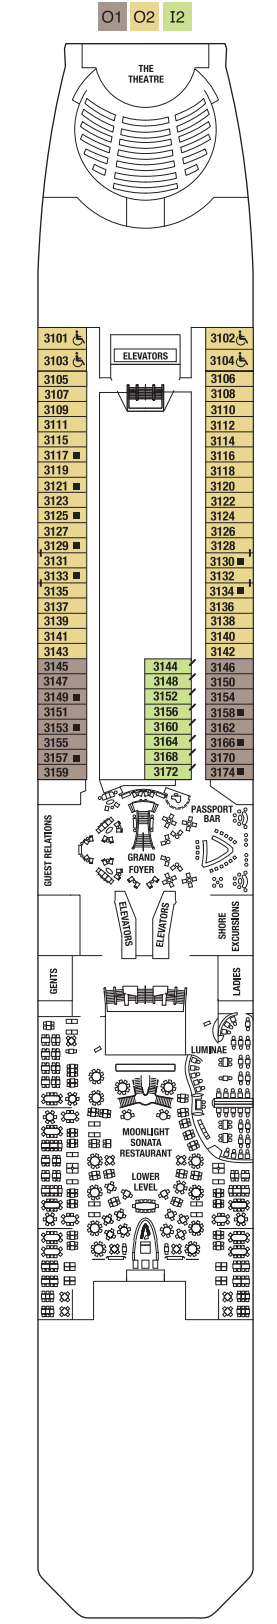 O1 O2 I2
THE
THEATRE
ELEVATORS
3101 3102
3103 3104
3105 3106
3107 3108
3109 3110
3111 3112
3115 3114
3117 3116
3119 3118
3121 3120
3123 3122
3125 3124
3127 3126
3129 3128
3131 3130
3133 3132
3135 3134
3137 3136
3139 3138
3141 3140
3143 3142
3145 3144 3146
3147 3148 3150
3149 3152 3154
3151 3156 3158
3153 3160 3162
3155 3164 3166
3157 3168 3170
3159 3172 3174
GUEST RELATIONS
PASSPORT
BAR
GRAND
FOYER
ELEVATORS
ELEVATORS
SHORE
EXCURSIONS
GENTS
LADIES
LUMINAE
MOONLIGHT
SONATA
RESTAURANT
LOWER
LEVEL